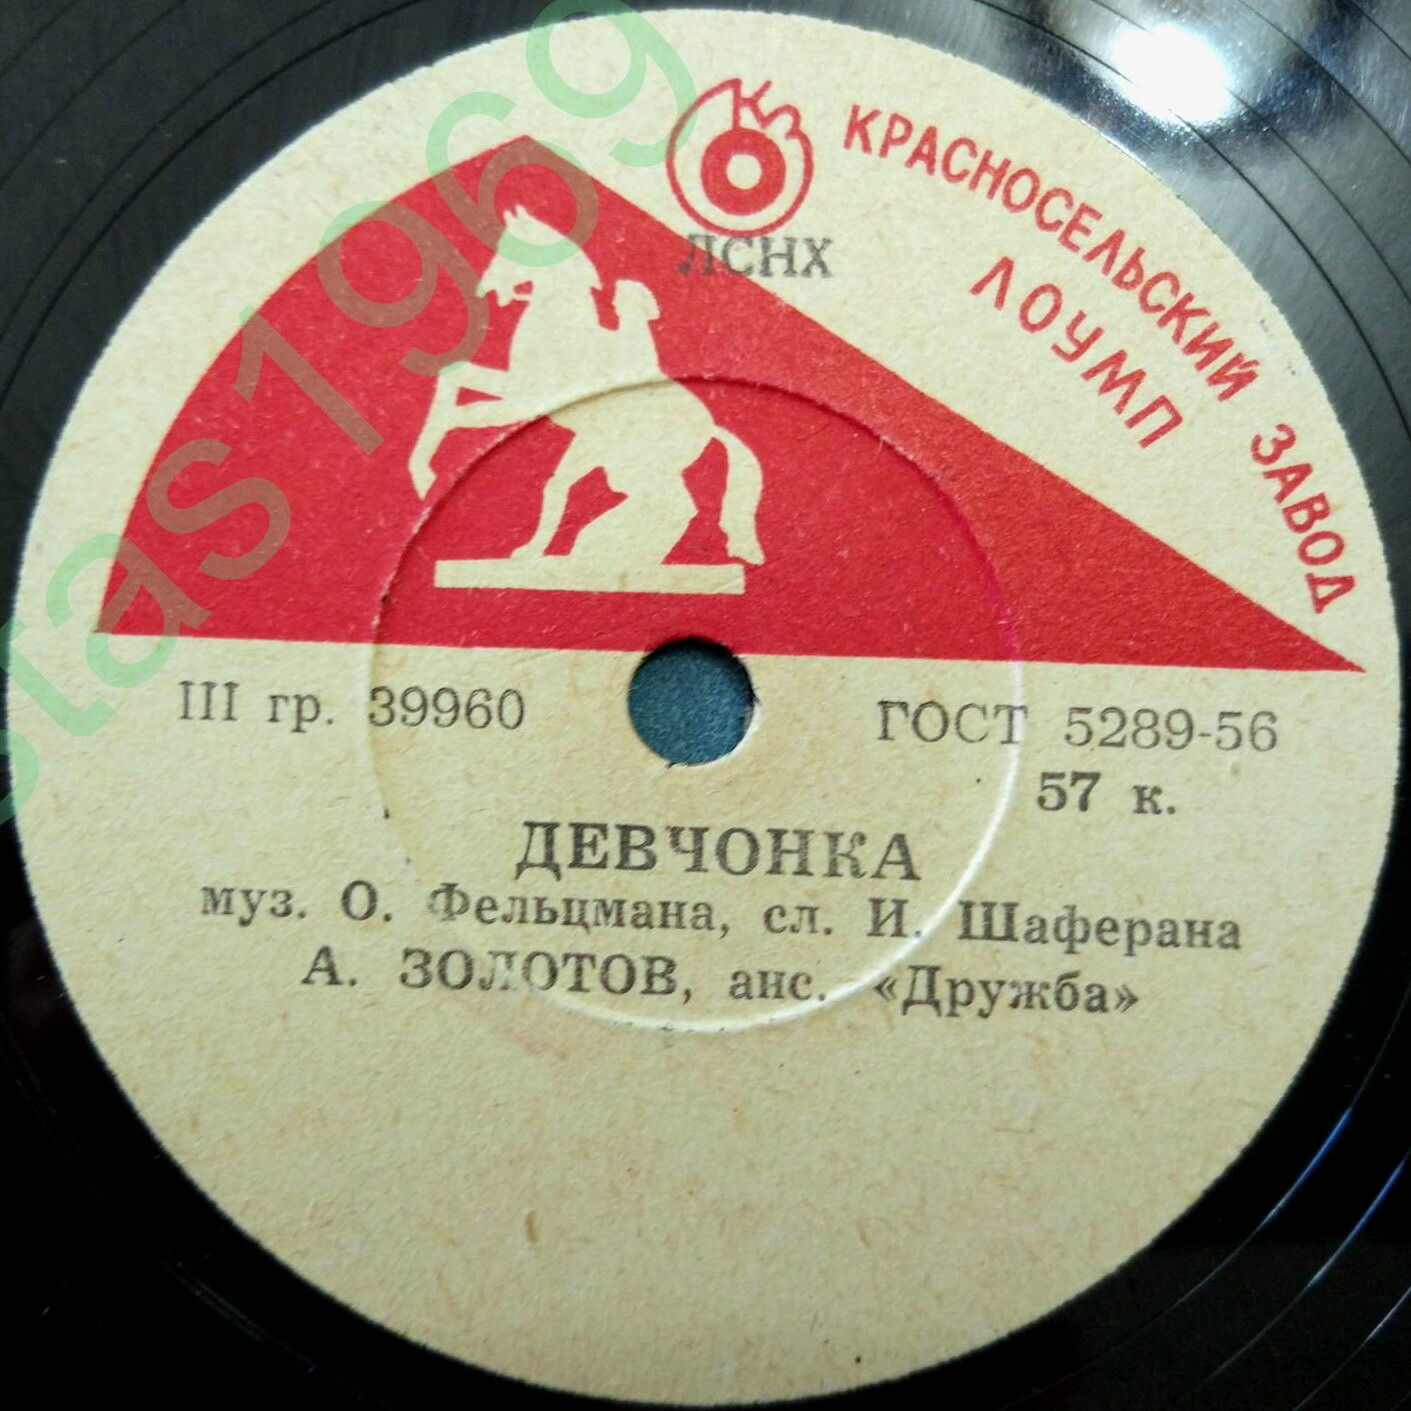 КРАСНОСЕЛЬСКИЙ ЗАВОД
ЛОУМП
ЛСНХ
III гр. 39960
ГОСТ 5289-56
57 к.
ДЕВЧОНКА
муз. О. Фельцмана, сл. И. Шаферана
А. ЗОЛОТОВ, анс. «Дружба»
stas1969